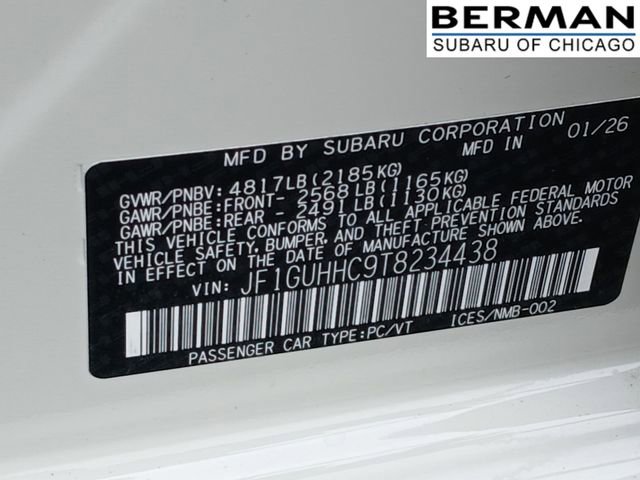 BERMAN
SUBARU OF CHICAGO
MFD BY SUBARU CORPORATION
MFD IN 01/26
GVWR/PNBV: 4817LB(2185KG)
GAWR/PNBE:FRONT- 2568LB(1165KG)
GAWR/PNBE:REAR - 2491LB(1130KG)
THIS VEHICLE CONFORMS TO ALL APPLICABLE FEDERAL MOTOR
VEHICLE SAFETY, BUMPER, AND THEFT PREVENTION STANDARDS
IN EFFECT ON THE DATE OF MANUFACTURE SHOWN ABOVE.
VIN: JF1GUHHC9T8234438
PASSENGER CAR TYPE:PC/VT ICES/NMB-002